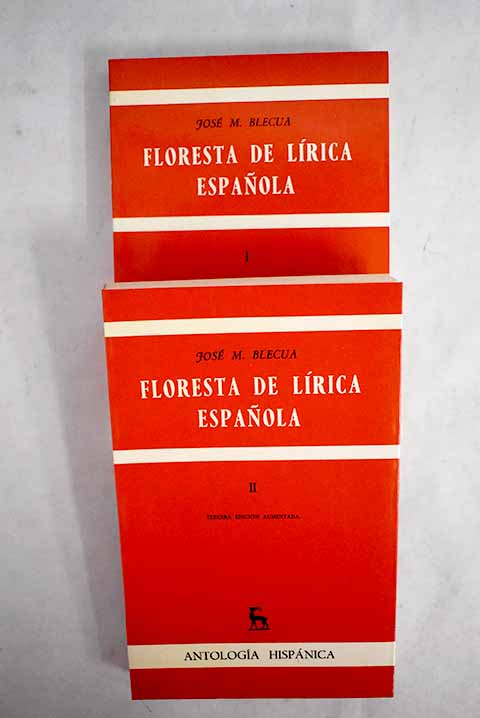 JOSÉ M. BLECUA
FLORESTA DE LÍRICA
ESPAÑOLA
I
JOSÉ M. BLECUA
FLORESTA DE LÍRICA
ESPAÑOLA
II
TERCERA EDICIÓN AUMENTADA
ANTOLOGÍA HISPÁNICA